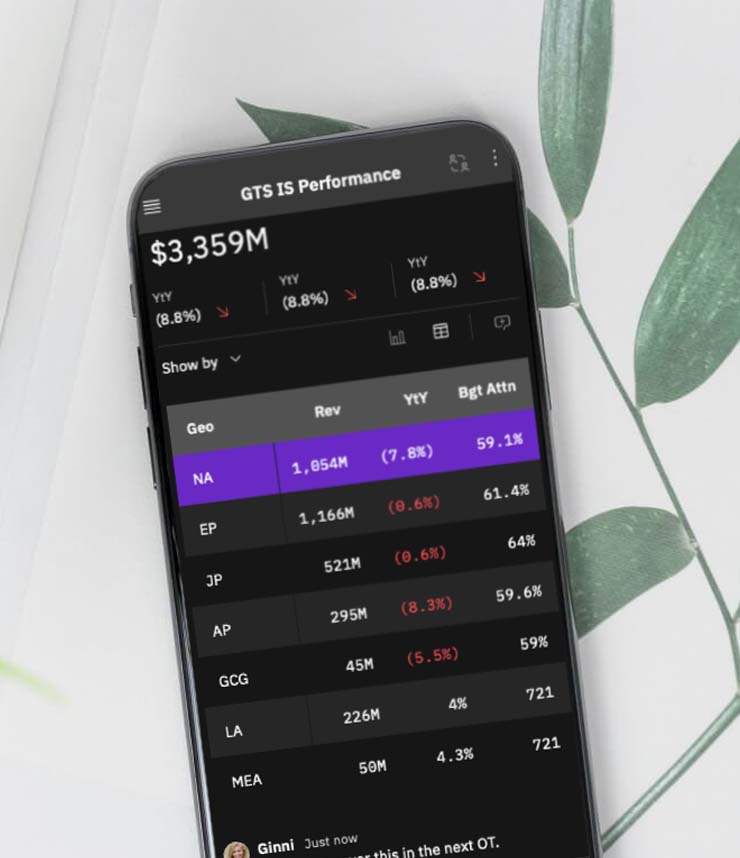 GTS IS Performance
$3,359M
YtY YtY YtY
(8.8%) (8.8%) (8.8%)
Show by
Geo Rev YtY Bgt Attn
NA 1,054M (7.8%) 59.1%
EP 1,166M (0.6%) 61.4%
JP 521M (0.6%) 64%
AP 295M (8.3%) 59.6%
GCG 45M (5.5%) 59%
LA 226M 4% 721
MEA 50M 4.3% 721
Ginni Just now
this in the next OT.